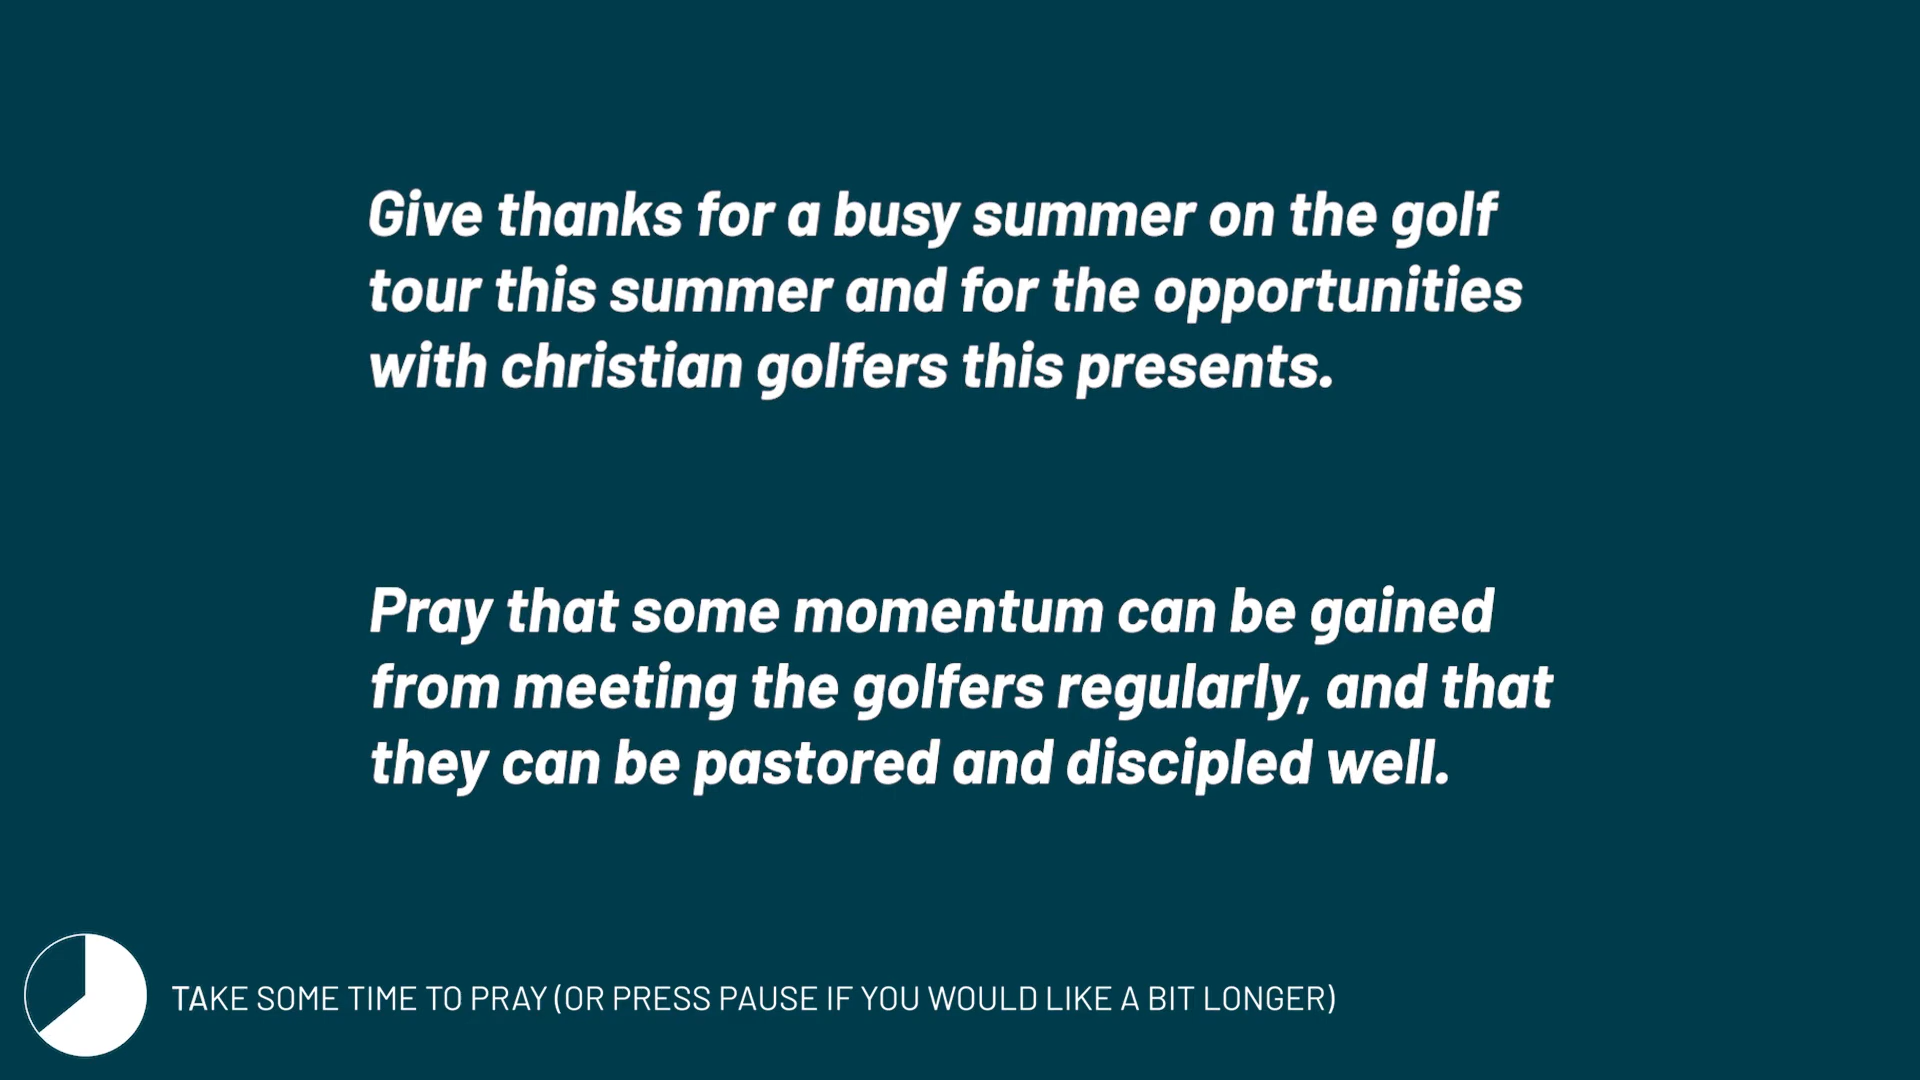 Give thanks for a busy summer on the golf
tour this summer and for the opportunities
with christian golfers this presents.
Pray that some momentum can be gained
from meeting the golfers regularly, and that
they can be pastored and discipled well.
TAKE SOME TIME TO PRAY (OR PRESS PAUSE IF YOU WOULD LIKE A BIT LONGER)